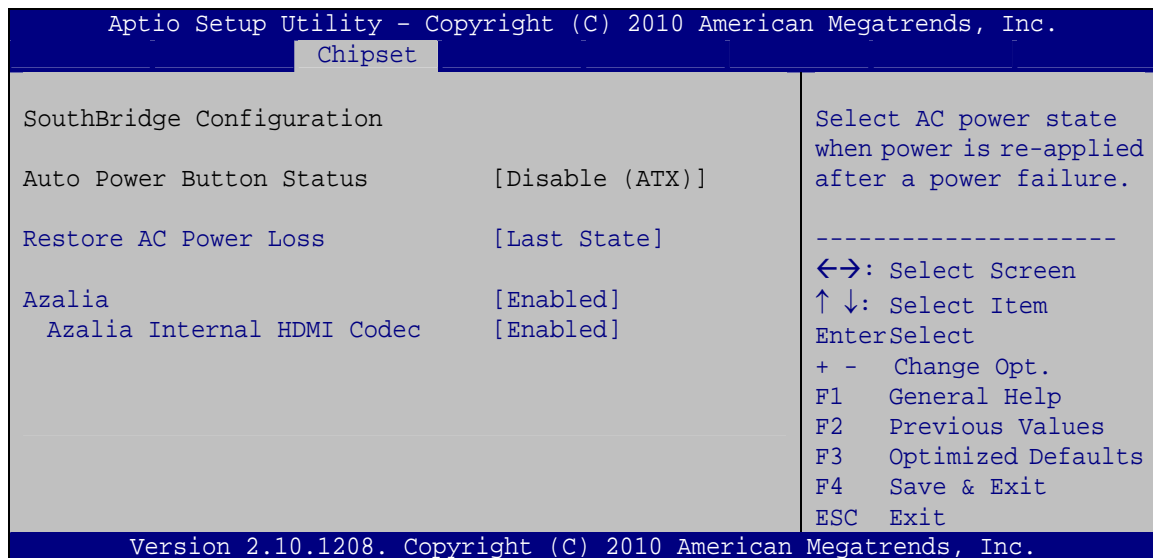 Aptio Setup Utility – Copyright (C) 2010 American Megatrends, Inc.
Chipset
SouthBridge Configuration
Auto Power Button Status [Disable (ATX)]
Restore AC Power Loss [Last State]
Azalia [Enabled]
Azalia Internal HDMI Codec [Enabled]
Select AC power state
when power is re-applied
after a power failure.
---------------------
←→: Select Screen
↑ ↓: Select Item
EnterSelect
+ - Change Opt.
F1 General Help
F2 Previous Values
F3 Optimized Defaults
F4 Save & Exit
ESC Exit
Version 2.10.1208. Copyright (C) 2010 American Megatrends, Inc.